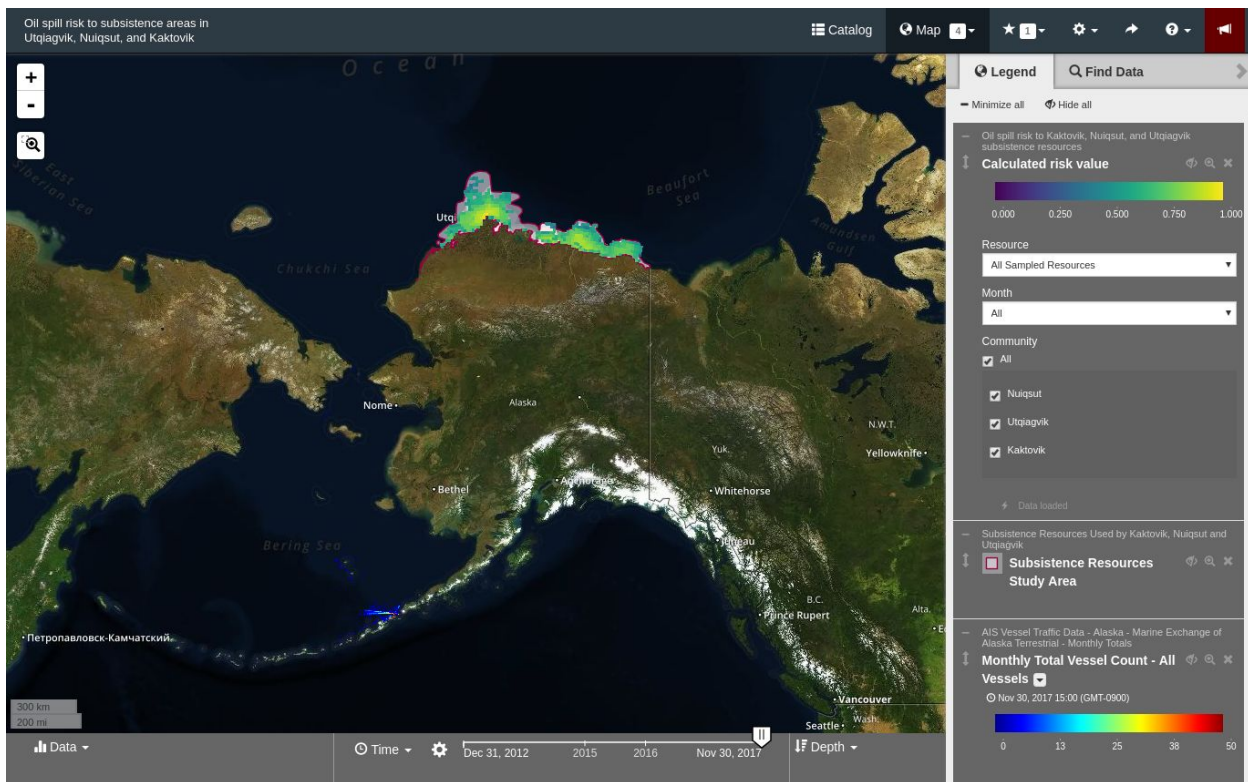 Oil spill risk to subsistence areas in
Utqiagvik, Nuiqsut, and Kaktovik
Catalog
Map 4
1
Ocean
+
-
East
Siberian Sea
Beaufort
Sea
Utq
Amundsen
Gulf
Chukchi Sea
Nome
Alaska
N.W.T.
Yuk.
Yellowknife
Bethel
Anchorage
Whitehorse
Juneau
Bering Sea
B.C.
Prince Rupert
Alta.
Петропавловск-Камчатский
Vancouver
Seattle
Wash.
300 km
200 mi
Data
Time
Dec 31, 2012
2015
2016
Nov 30, 2017
Depth
Legend
Find Data
Minimize all
Hide all
Oil spill risk to Kaktovik, Nuiqsut, and Utqiagvik
subsistence resources
Calculated risk value
0.000 0.250 0.500 0.750 1.000
Resource
All Sampled Resources
Month
All
Community
All
Nuiqsut
Utqiagvik
Kaktovik
Data loaded
Subsistence Resources Used by Kaktovik, Nuiqsut and
Utqiaġvik
Subsistence Resources
Study Area
AIS Vessel Traffic Data - Alaska - Marine Exchange of
Alaska Terrestrial - Monthly Totals
Monthly Total Vessel Count - All
Vessels
Nov 30, 2017 15:00 (GMT-0900)
0 13 25 38 50